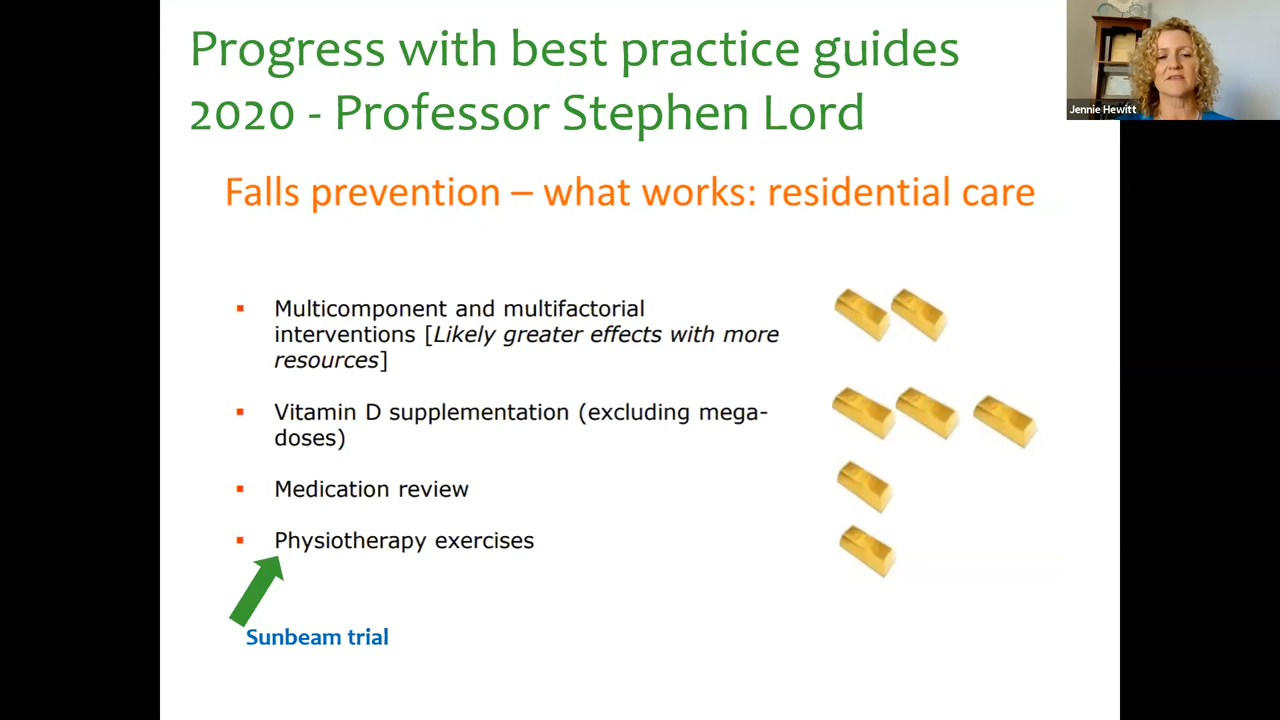 Progress with best practice guides
2020 - Professor Stephen Lord
Jennie Hewitt
Falls prevention – what works: residential care
▪ Multicomponent and multifactorial
interventions [Likely greater effects with more
resources]
▪ Vitamin D supplementation (excluding mega-
doses)
▪ Medication review
▪ Physiotherapy exercises
Sunbeam trial